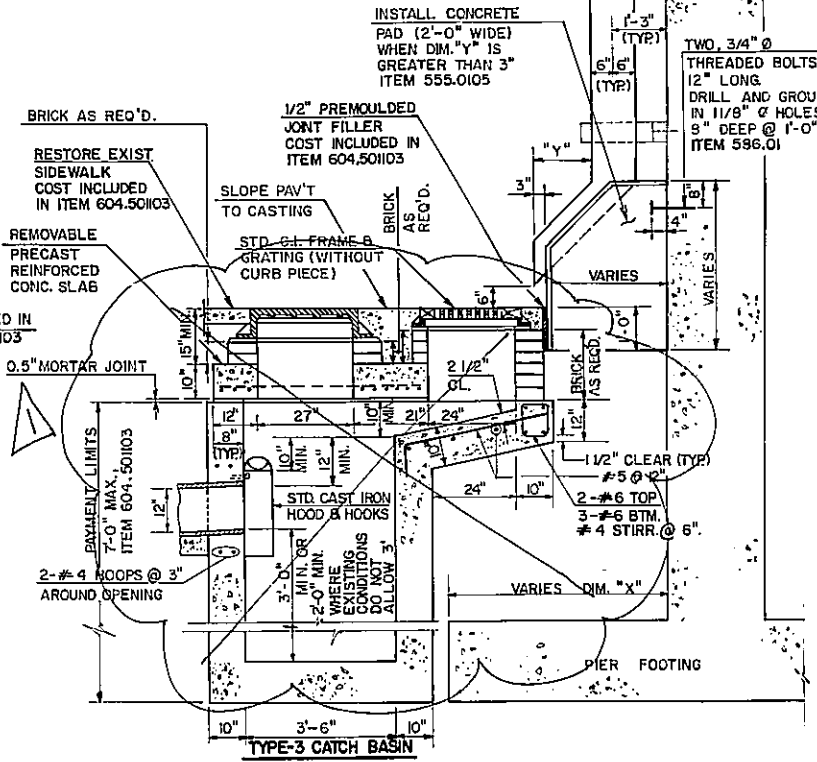 INSTALL CONCRETE
PAD (2'-0" WIDE)
WHEN DIM. "Y" IS
GREATER THAN 3"
ITEM 555.0105
1'-3"
(TYP.)
6" 6"
(TYP.)
TWO, 3/4" Ø
THREADED BOLTS
12" LONG
DRILL AND GROU
IN 1 1/8" Ø HOLES
9" DEEP @ 1'-0"
ITEM 586.01
BRICK AS REQ'D.
1/2" PREMOULDED
JOINT FILLER
COST INCLUDED IN
ITEM 604.501103
RESTORE EXIST
SIDEWALK
COST INCLUDED
IN ITEM 604.501103
SLOPE PAV'T
TO CASTING
BRICK
AS
REQ'D.
"Y"
3"
8"
4"
REMOVABLE
PRECAST
REINFORCED
CONC. SLAB
STD. C.I. FRAME &
GRATING (WITHOUT
CURB PIECE)
VARIES
VARIES
6"
ED IN
103
15" MIN.
10"
1'-0"
BRICK
AS REQ'D.
0.5" MORTAR JOINT
2 1/2"
CL.
12"
27"
10"
MIN.
21"
24"
12"
8"
(TYP.)
10"
MIN.
12"
MIN.
10"
1 1/2" CLEAR (TYP.)
#5 @ 12"
24"
10"
2-#6 TOP
3-#6 BTM.
#4 STIRR. @ 6".
PAYMENT LIMITS
7'-0" MAX.,
ITEM 604.501103
12"
STD. CAST IRON
HOOD & HOOKS
2-#4 HOOPS @ 3"
AROUND OPENING
3'-0"
MIN. OR
2'-0" MIN.
WHERE
EXISTING
CONDITIONS
DO NOT
ALLOW 3'
VARIES DIM. "X"
PIER FOOTING
10"
3'-6"
10"
TYPE-3 CATCH BASIN